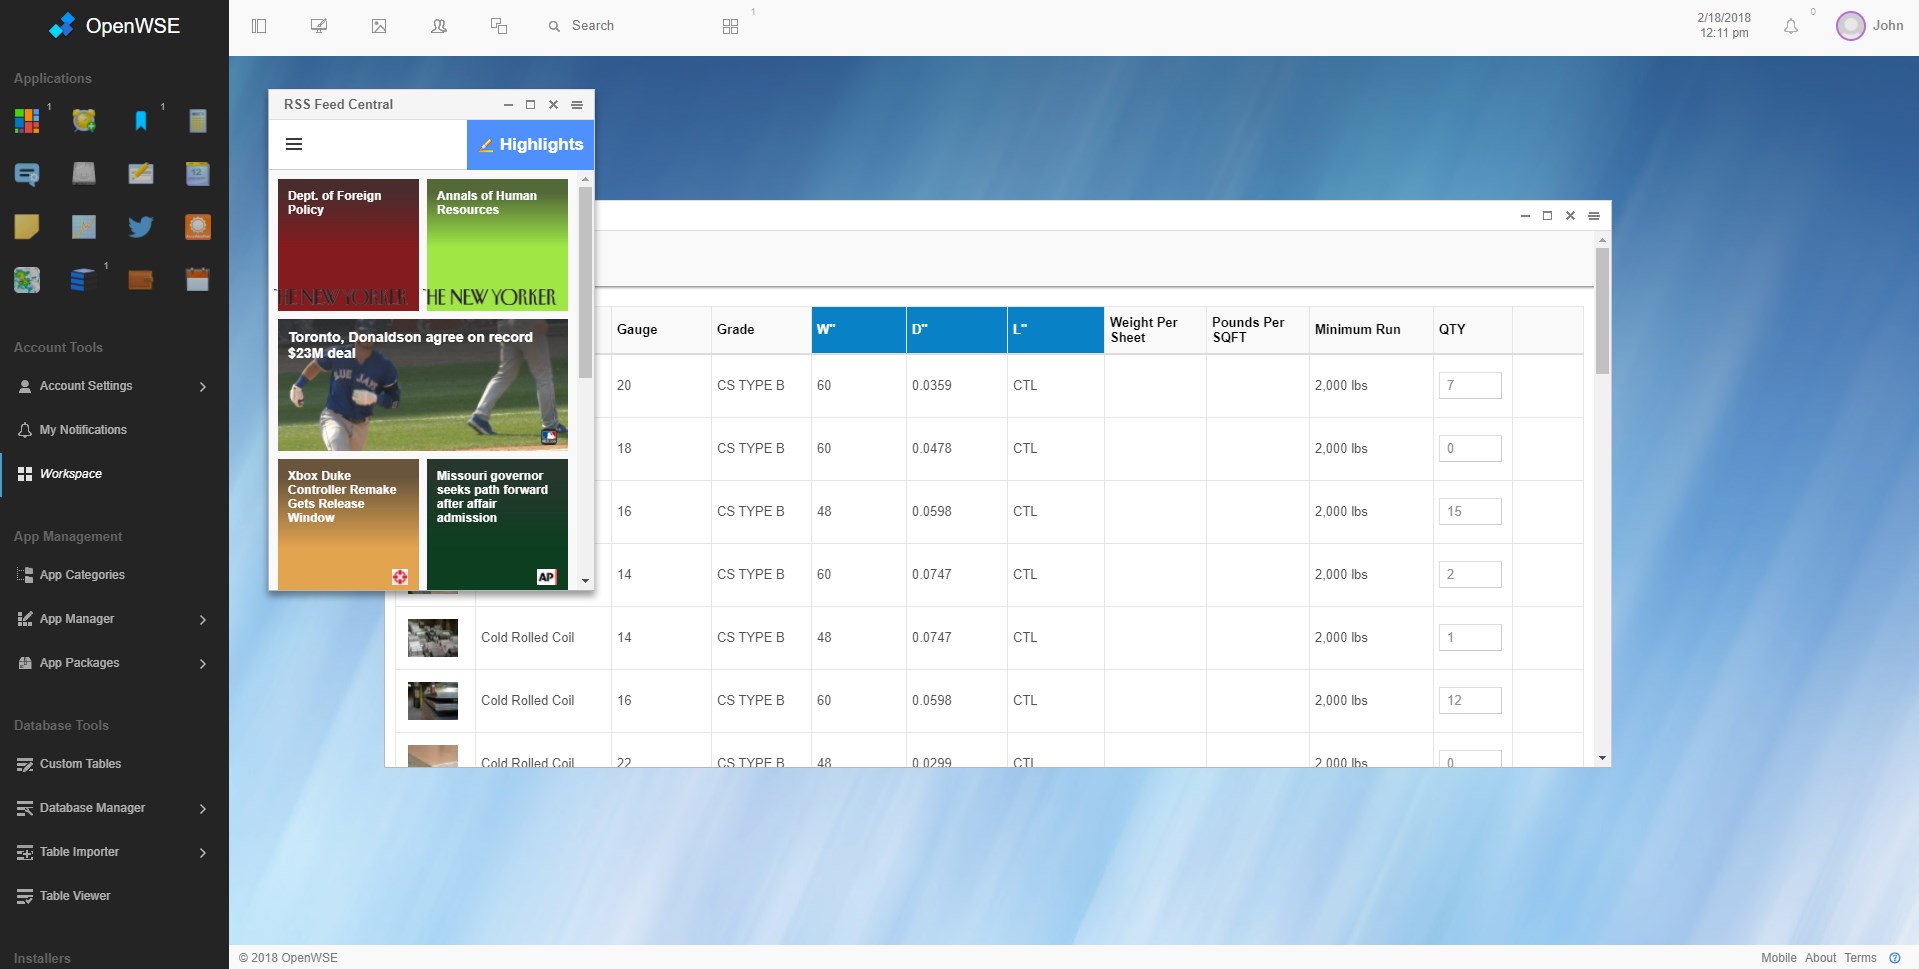 OpenWSE
Search
1
2/18/2018
12:11 pm
0
John
Applications
1
1
12
1
Account Tools
Account Settings
My Notifications
Workspace
App Management
App Categories
App Manager
App Packages
Database Tools
Custom Tables
Database Manager
Table Importer
Table Viewer
Installers
RSS Feed Central
Highlights
Dept. of Foreign
Policy
THE NEW YORKER
Annals of Human
Resources
THE NEW YORKER
Toronto, Donaldson agree on record
$23M deal
BLUE JAYS
Xbox Duke
Controller Remake
Gets Release
Window
Missouri governor
seeks path forward
after affair
admission
AP
Gauge Grade W" D" L" Weight Per Sheet Pounds Per SQFT Minimum Run QTY
20 CS TYPE B 60 0.0359 CTL 2,000 lbs 7
18 CS TYPE B 60 0.0478 CTL 2,000 lbs 0
16 CS TYPE B 48 0.0598 CTL 2,000 lbs 15
14 CS TYPE B 60 0.0747 CTL 2,000 lbs 2
Cold Rolled Coil 14 CS TYPE B 48 0.0747 CTL 2,000 lbs 1
Cold Rolled Coil 16 CS TYPE B 60 0.0598 CTL 2,000 lbs 12
Cold Rolled Coil 22 CS TYPE B 48 0.0299 CTL 2,000 lbs 0
© 2018 OpenWSE
Mobile About Terms